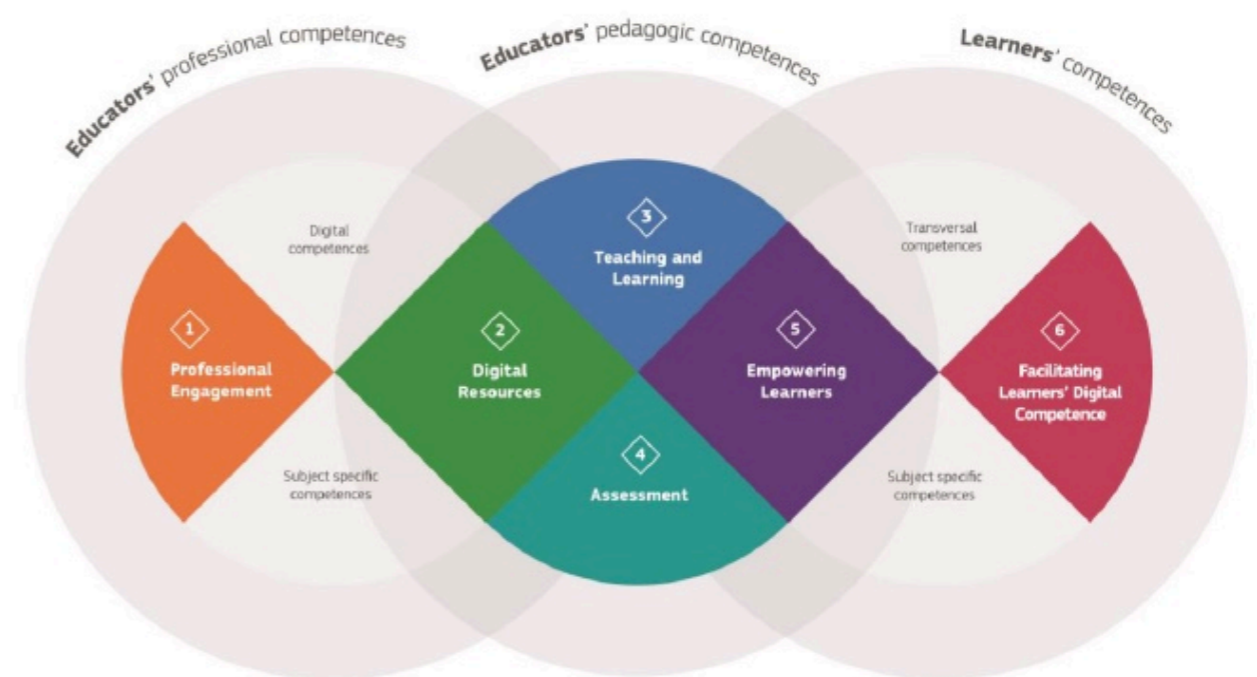 Educators' professional competences
Educators' pedagogic competences
Learners' competences
Digital
competences
Transversal
competences
1
Professional
Engagement
2
Digital
Resources
3
Teaching and
Learning
4
Assessment
5
Empowering
Learners
6
Facilitating
Learners' Digital
Competence
Subject specific
competences
Subject specific
competences